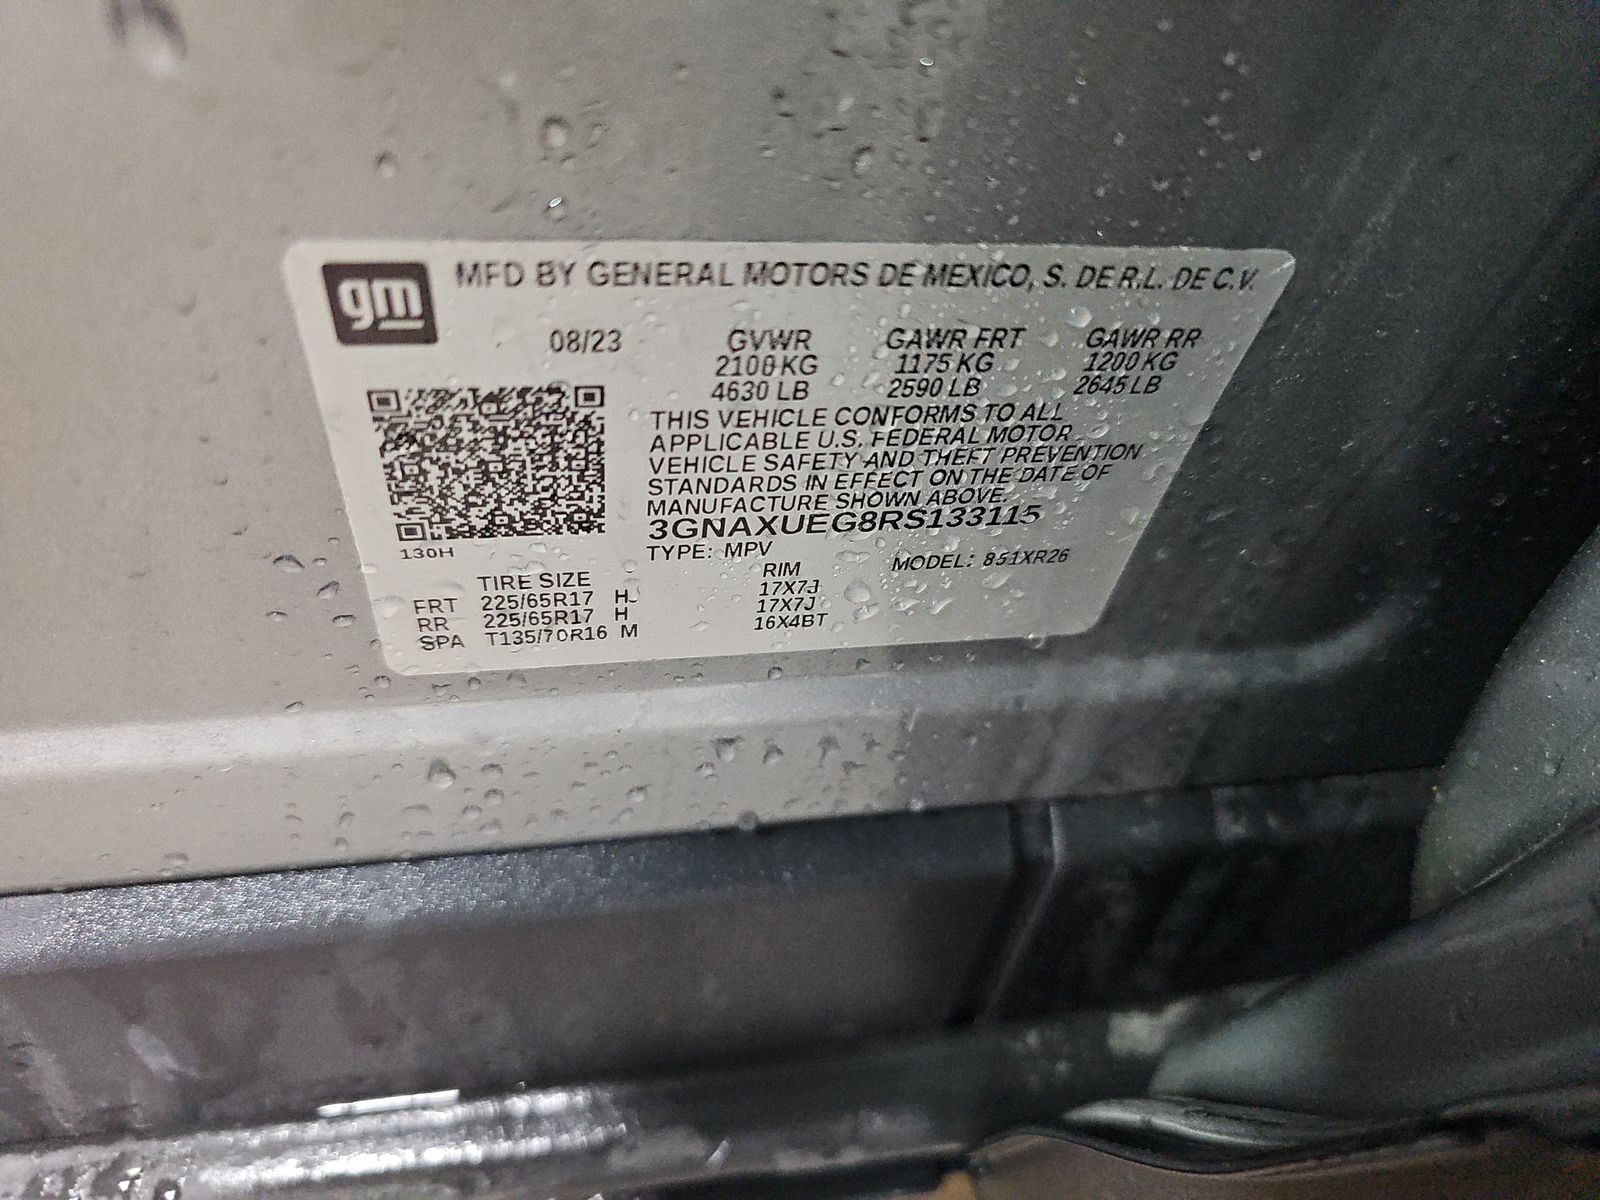 gm
MFD BY GENERAL MOTORS DE MEXICO, S. DE R.L. DE C.V.
08/23 GVWR GAWR FRT GAWR RR
2100 KG 1175 KG 1200 KG
4630 LB 2590 LB 2645 LB
THIS VEHICLE CONFORMS TO ALL
APPLICABLE U.S. FEDERAL MOTOR
VEHICLE SAFETY AND THEFT PREVENTION
STANDARDS IN EFFECT ON THE DATE OF
MANUFACTURE SHOWN ABOVE.
3GNAXUEG8RS133115
130H
TYPE: MPV MODEL: 851XR26
TIRE SIZE RIM
FRT 225/65R17 H 17X7J
RR 225/65R17 H 17X7J
SPA T135/70R16 M 16X4BT